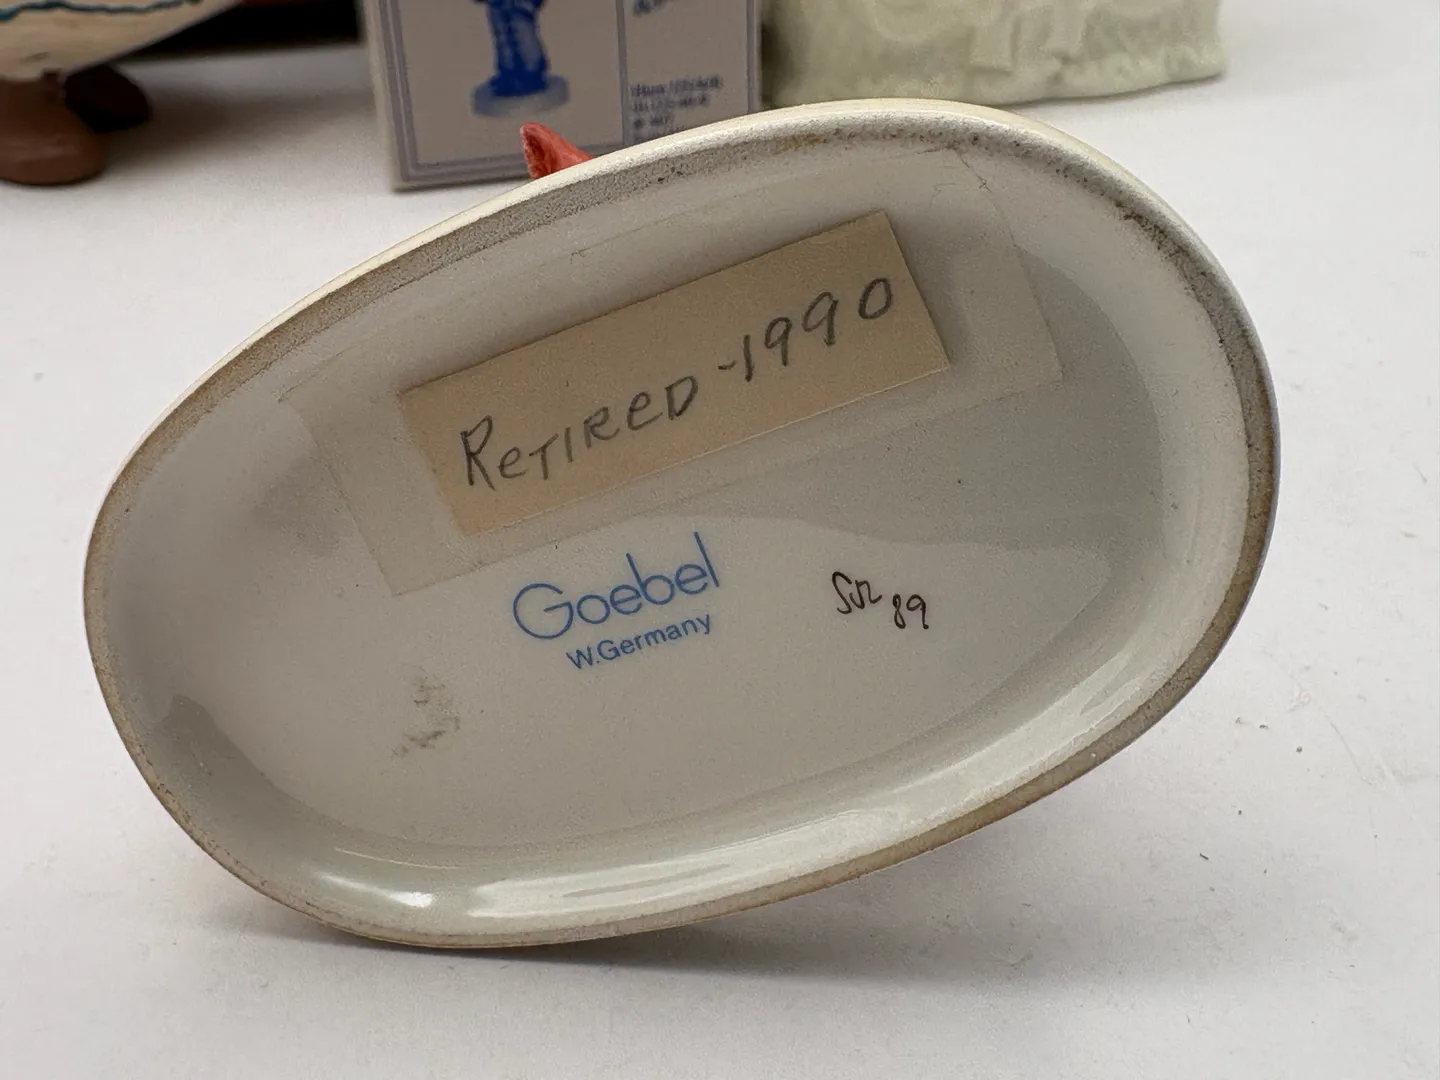 RETIRED -1990
Goebel
W.Germany
89